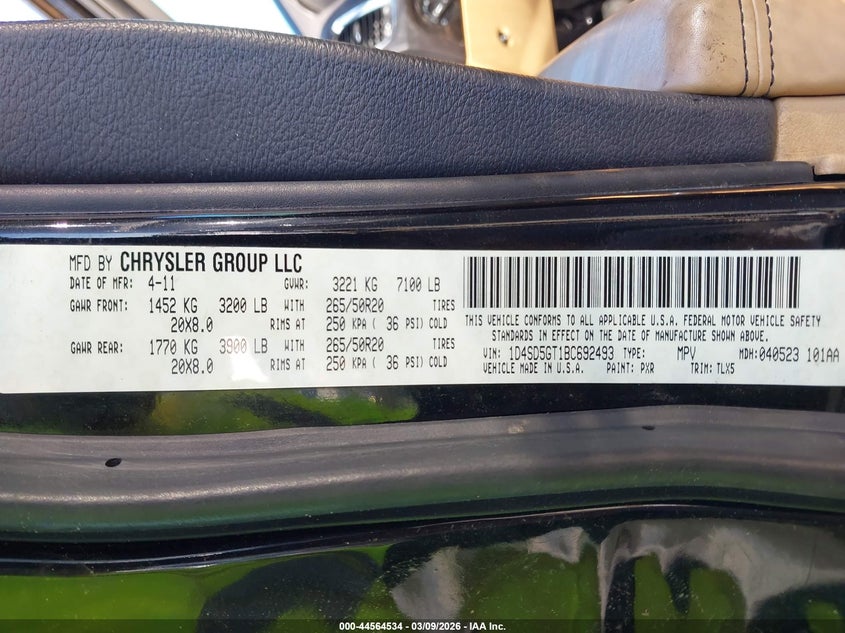 MFD BY CHRYSLER GROUP LLC
DATE OF MFR: 4-11 GVWR: 3221 KG 7100 LB
GAWR FRONT: 1452 KG 3200 LB WITH 265/50R20 TIRES
20X8.0 RIMS AT 250 KPA ( 36 PSI) COLD
GAWR REAR: 1770 KG 3900 LB WITH 265/50R20 TIRES
20X8.0 RIMS AT 250 KPA ( 36 PSI) COLD
THIS VEHICLE CONFORMS TO ALL APPLICABLE U.S.A. FEDERAL MOTOR VEHICLE SAFETY
STANDARDS IN EFFECT ON THE DATE OF MANUFACTURE SHOWN ABOVE.
VIN: 1D4SD5GT1BC692493 TYPE: MPV MDH:040523 101AA
VEHICLE MADE IN U.S.A. PAINT: PXR TRIM: TLX5
000-44564534 | 03/09/2026 - IAA Inc.